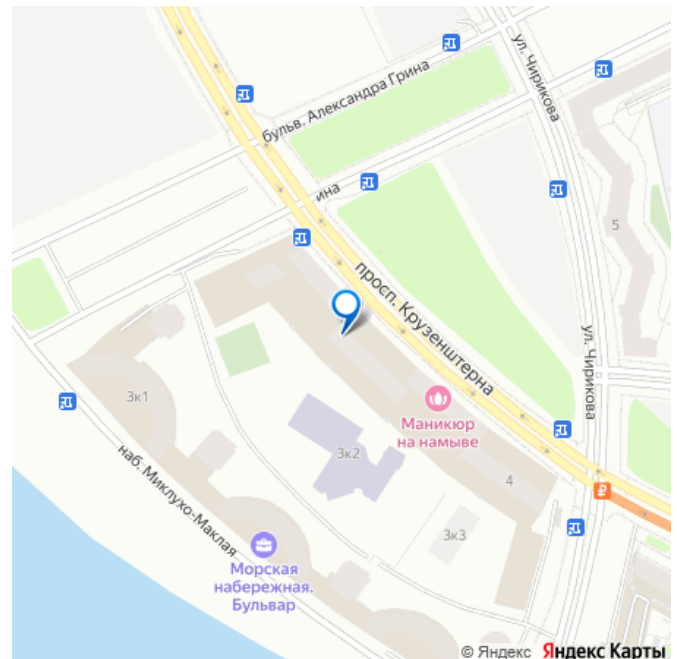 бульв. Александра Грина
ул. Чирикова
ина
5
просп. Крузенштерна
ул. Чирикова
3к1
Маникюр
на намыве
3к2
4
наб. Миклухо-Маклая
3к3
Морская
набережная.
Бульвар
© Яндекс Яндекс Карты